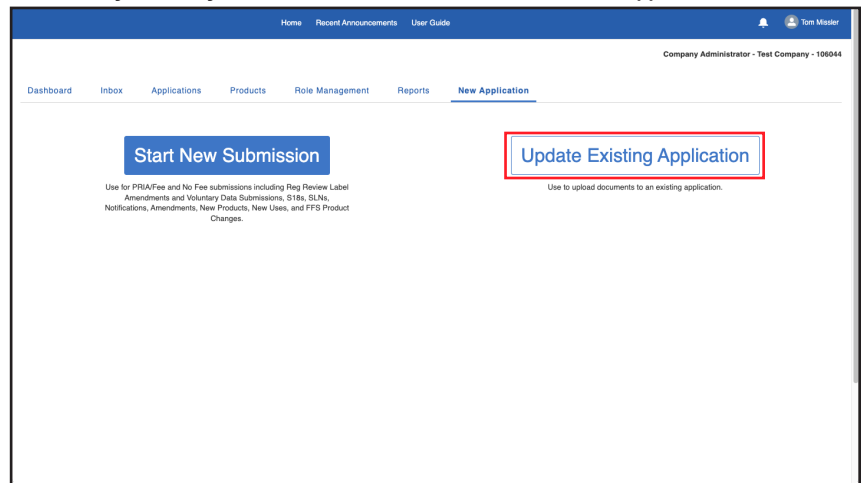 Home Recent Announcements User Guide Tom Missler
Company Administrator - Test Company - 106044
Dashboard Inbox Applications Products Role Management Reports New Application
Start New Submission
Use for PRIA/Fee and No Fee submissions including Reg Review Label
Amendments and Voluntary Data Submissions, S18s, SLNs,
Notifications, Amendments, New Products, New Uses, and FFS Product
Changes.
Update Existing Application
Use to upload documents to an existing application.